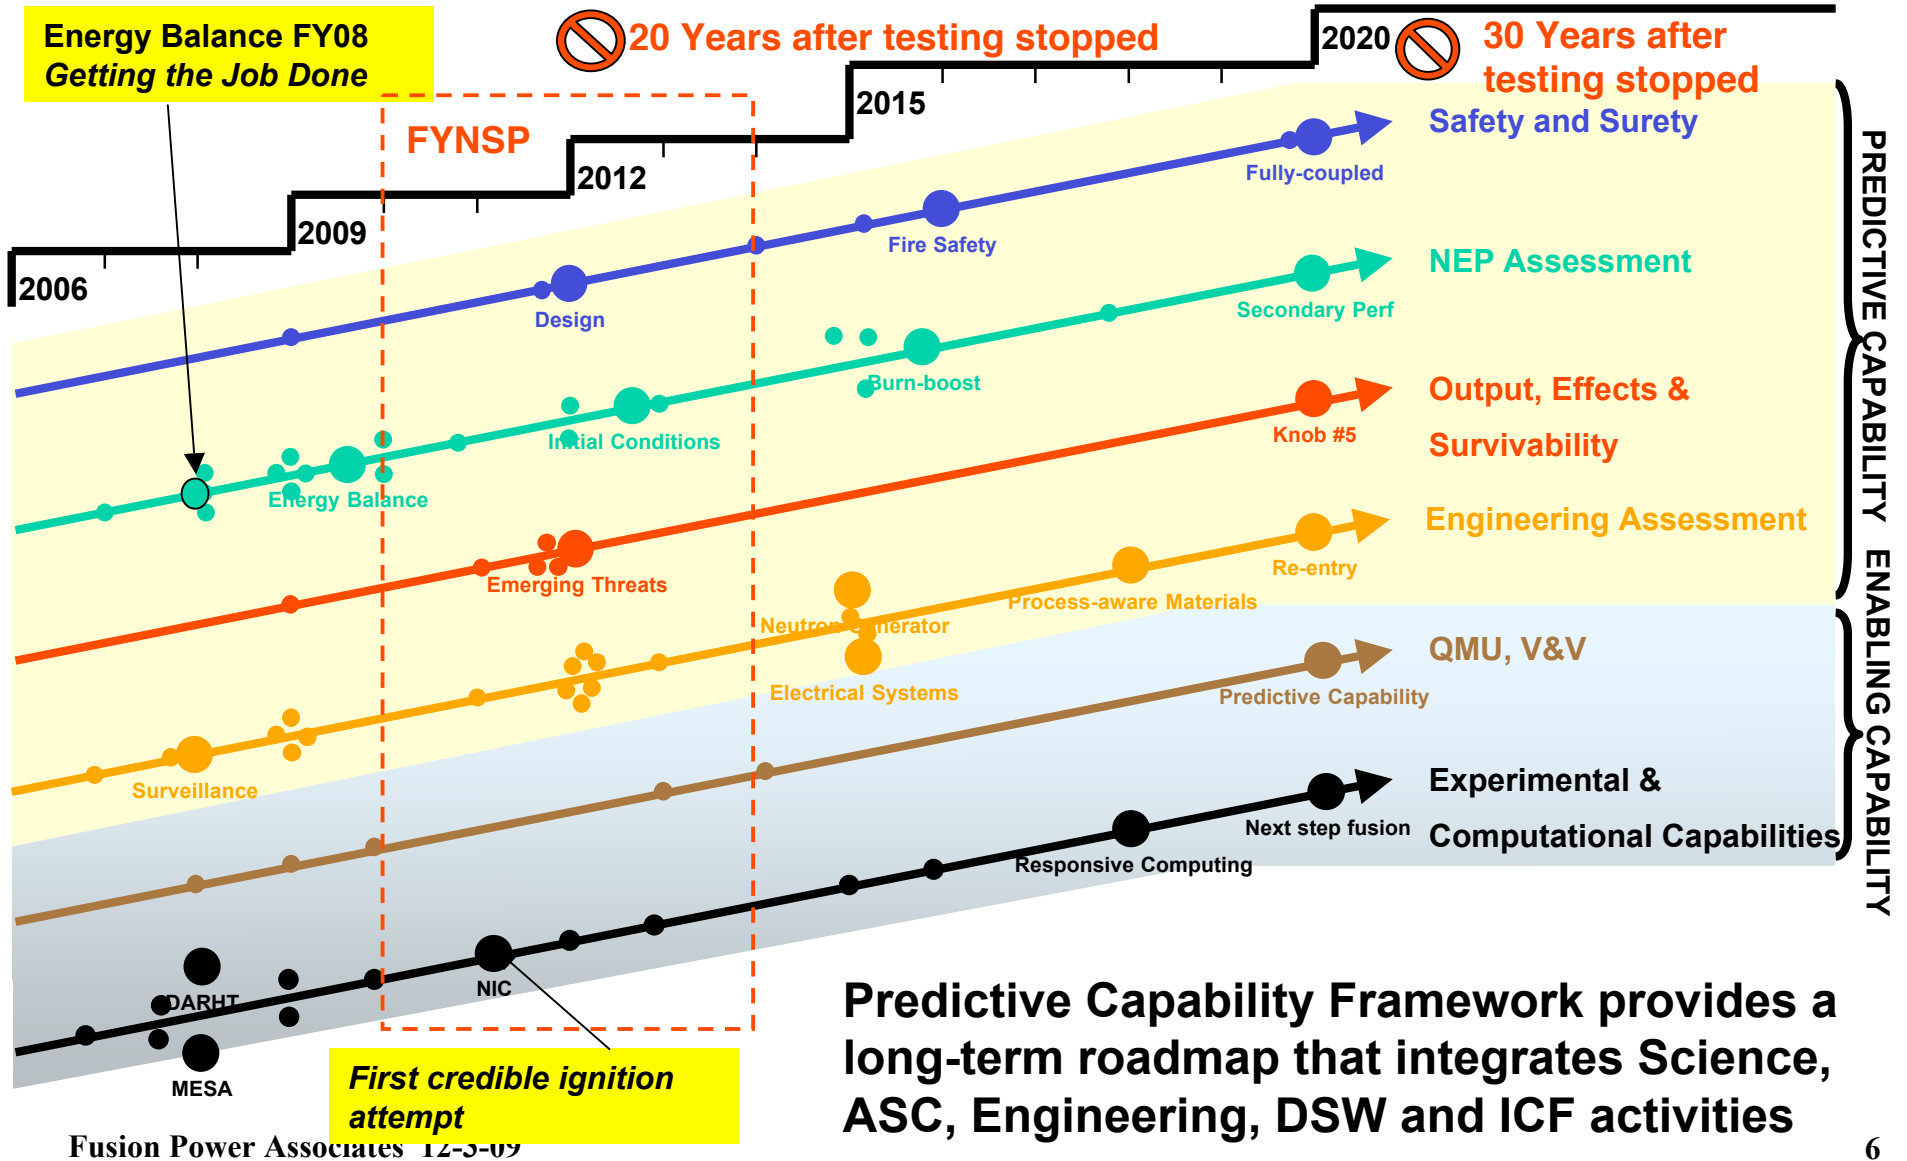 Energy Balance FY08
Getting the Job Done
20 Years after testing stopped
2020
30 Years after
testing stopped
2015
FYNSP
2012
2009
2006
Safety and Surety
Fully-coupled
Fire Safety
Design
NEP Assessment
Secondary Perf
Burn-boost
Initial Conditions
Energy Balance
Output, Effects &
Survivability
Knob #5
Emerging Threats
Engineering Assessment
Re-entry
Process-aware Materials
Neutron Generator
Electrical Systems
Surveillance
QMU, V&V
Predictive Capability
Experimental &
Computational Capabilities
Next step fusion
Responsive Computing
NIC
DARHT
MESA
PREDICTIVE CAPABILITY
ENABLING CAPABILITY
First credible ignition
attempt
Predictive Capability Framework provides a
long-term roadmap that integrates Science,
ASC, Engineering, DSW and ICF activities
Fusion Power Associates 12-3-09
6